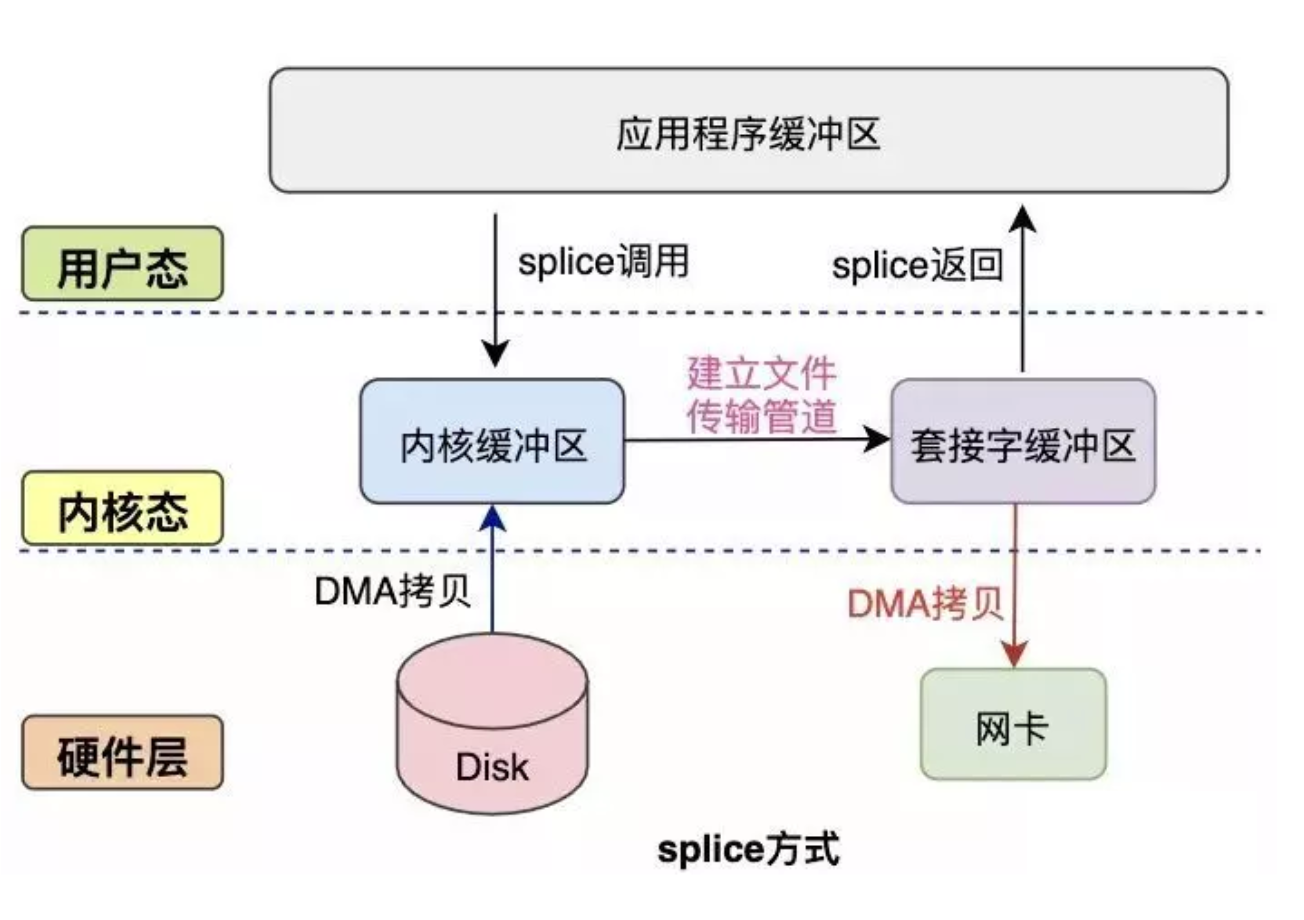 应用程序缓冲区
用户态
splice调用
splice返回
建立文件
传输管道
内核缓冲区
套接字缓冲区
内核态
DMA拷贝
DMA拷贝
硬件层
Disk
网卡
splice方式